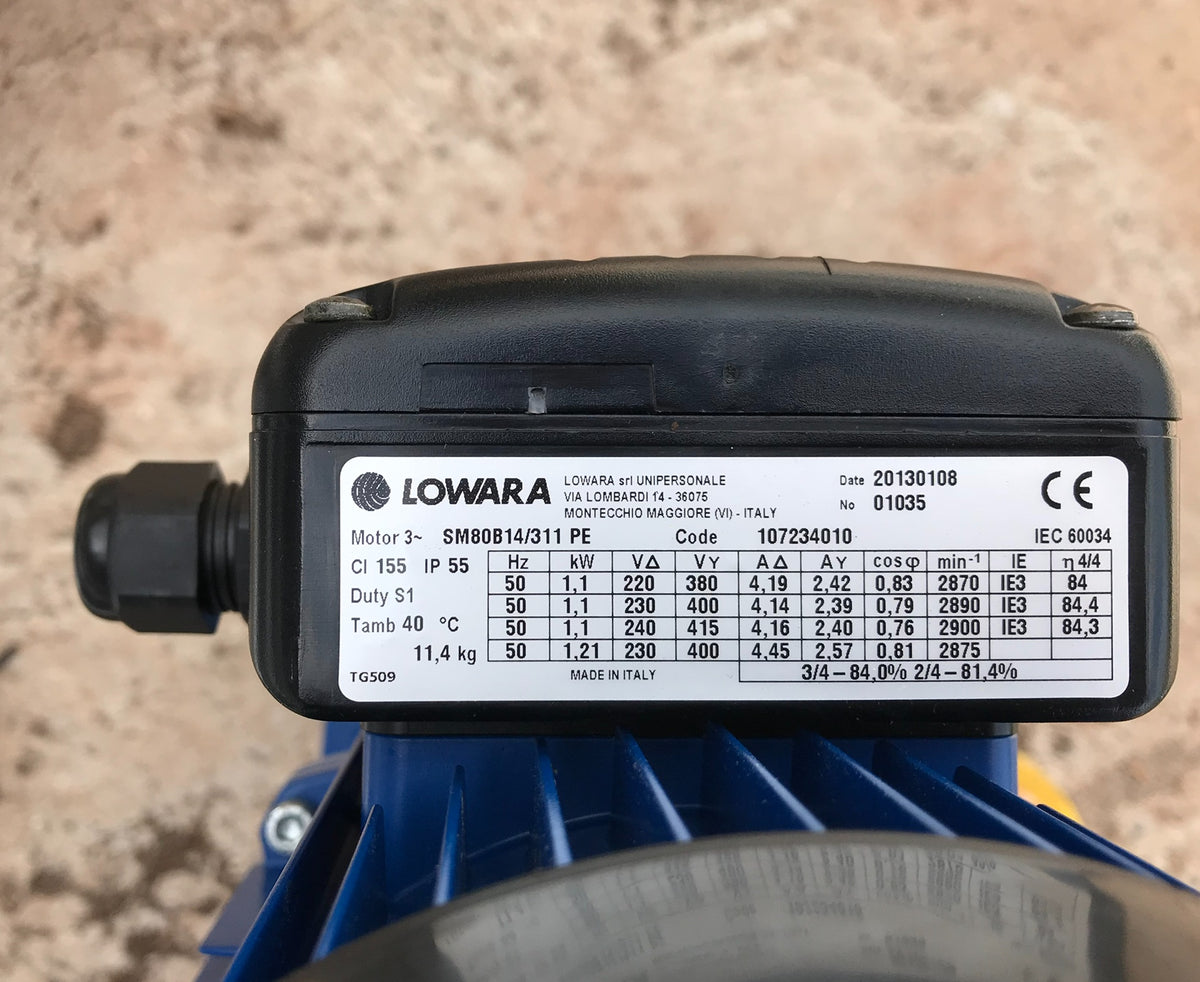 LOWARA
LOWARA srl UNIPERSONALE
VIA LOMBARDI 14 - 36075
MONTECCHIO MAGGIORE (VI) - ITALY
Date 20130108
No 01035
CE
Motor 3~ SM80B14/311 PE Code 107234010 IEC 60034
Cl 155 IP 55
Duty S1
Tamb 40 °C
11,4 kg
Hz kW V△ VY A△ AY cosφ min⁻¹ IE η 4/4
50 1,1 220 380 4,19 2,42 0,83 2870 IE3 84
50 1,1 230 400 4,14 2,39 0,79 2890 IE3 84,4
50 1,1 240 415 4,16 2,40 0,76 2900 IE3 84,3
50 1,21 230 400 4,45 2,57 0,81 2875
TG509 MADE IN ITALY 3/4 – 84,0% 2/4 – 81,4%